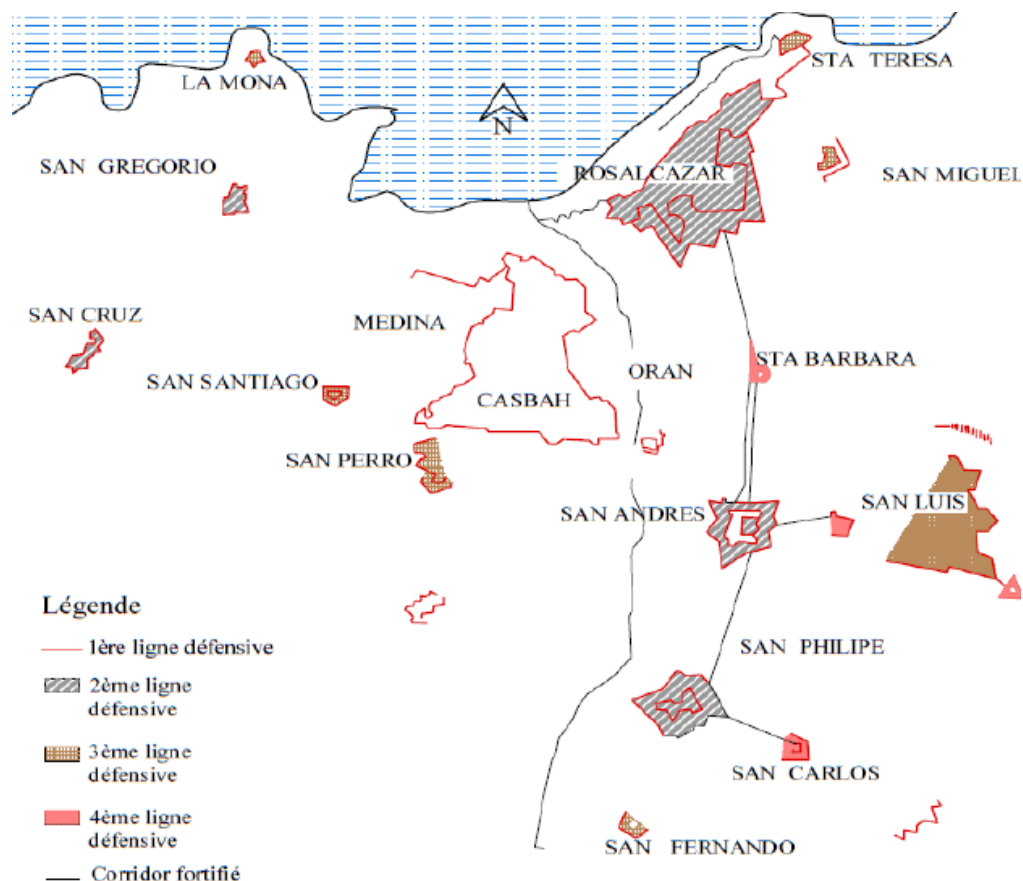 LA MONA
STA TERESA
N
SAN GREGORIO
ROSALCAZAR
SAN MIGUEL
SAN CRUZ
MEDINA
STA BARBARA
ORAN
SAN SANTIAGO
CASBAH
SAN PERRO
SAN LUIS
SAN ANDRES
Légende
1ère ligne défensive
2ème ligne
défensive
3ème ligne
défensive
4ème ligne
défensive
Corridor fortifié
SAN PHILIPE
SAN CARLOS
SAN FERNANDO